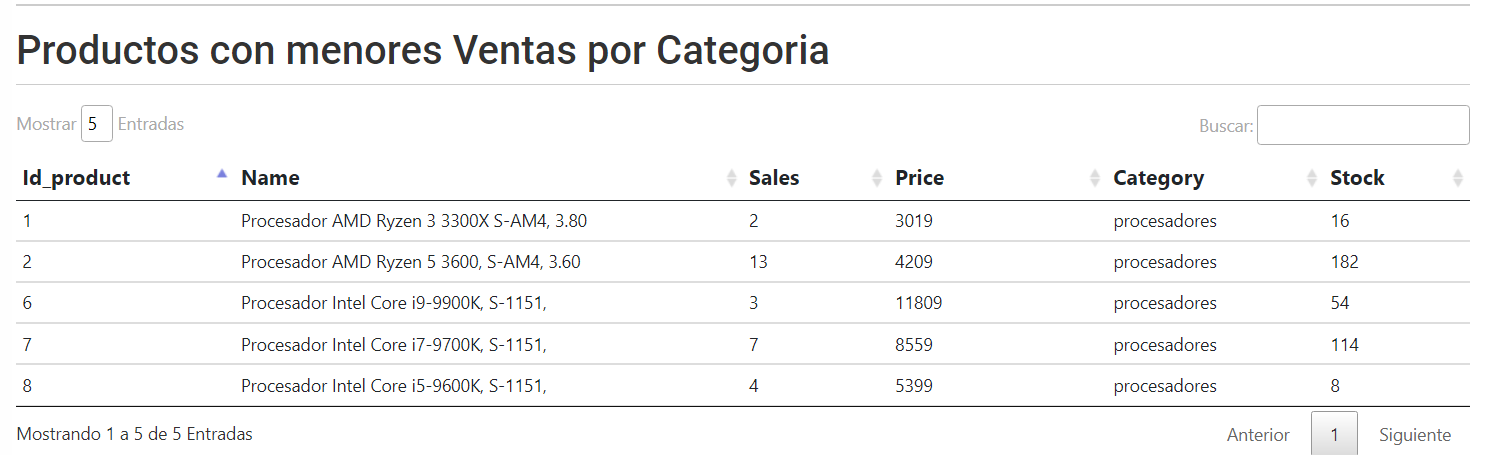 Productos con menores Ventas por Categoria
Mostrar 5 Entradas Buscar:
Id_product Name Sales Price Category Stock
1 Procesador AMD Ryzen 3 3300X S-AM4, 3.80 2 3019 procesadores 16
2 Procesador AMD Ryzen 5 3600, S-AM4, 3.60 13 4209 procesadores 182
6 Procesador Intel Core i9-9900K, S-1151, 3 11809 procesadores 54
7 Procesador Intel Core i7-9700K, S-1151, 7 8559 procesadores 114
8 Procesador Intel Core i5-9600K, S-1151, 4 5399 procesadores 8
Mostrando 1 a 5 de 5 Entradas Anterior 1 Siguiente